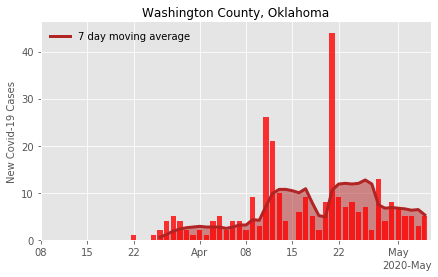 Washington County, Oklahoma
7 day moving average
New Covid-19 Cases
40
30
20
10
0
08 15 22 Apr 08 15 22 May
2020-May